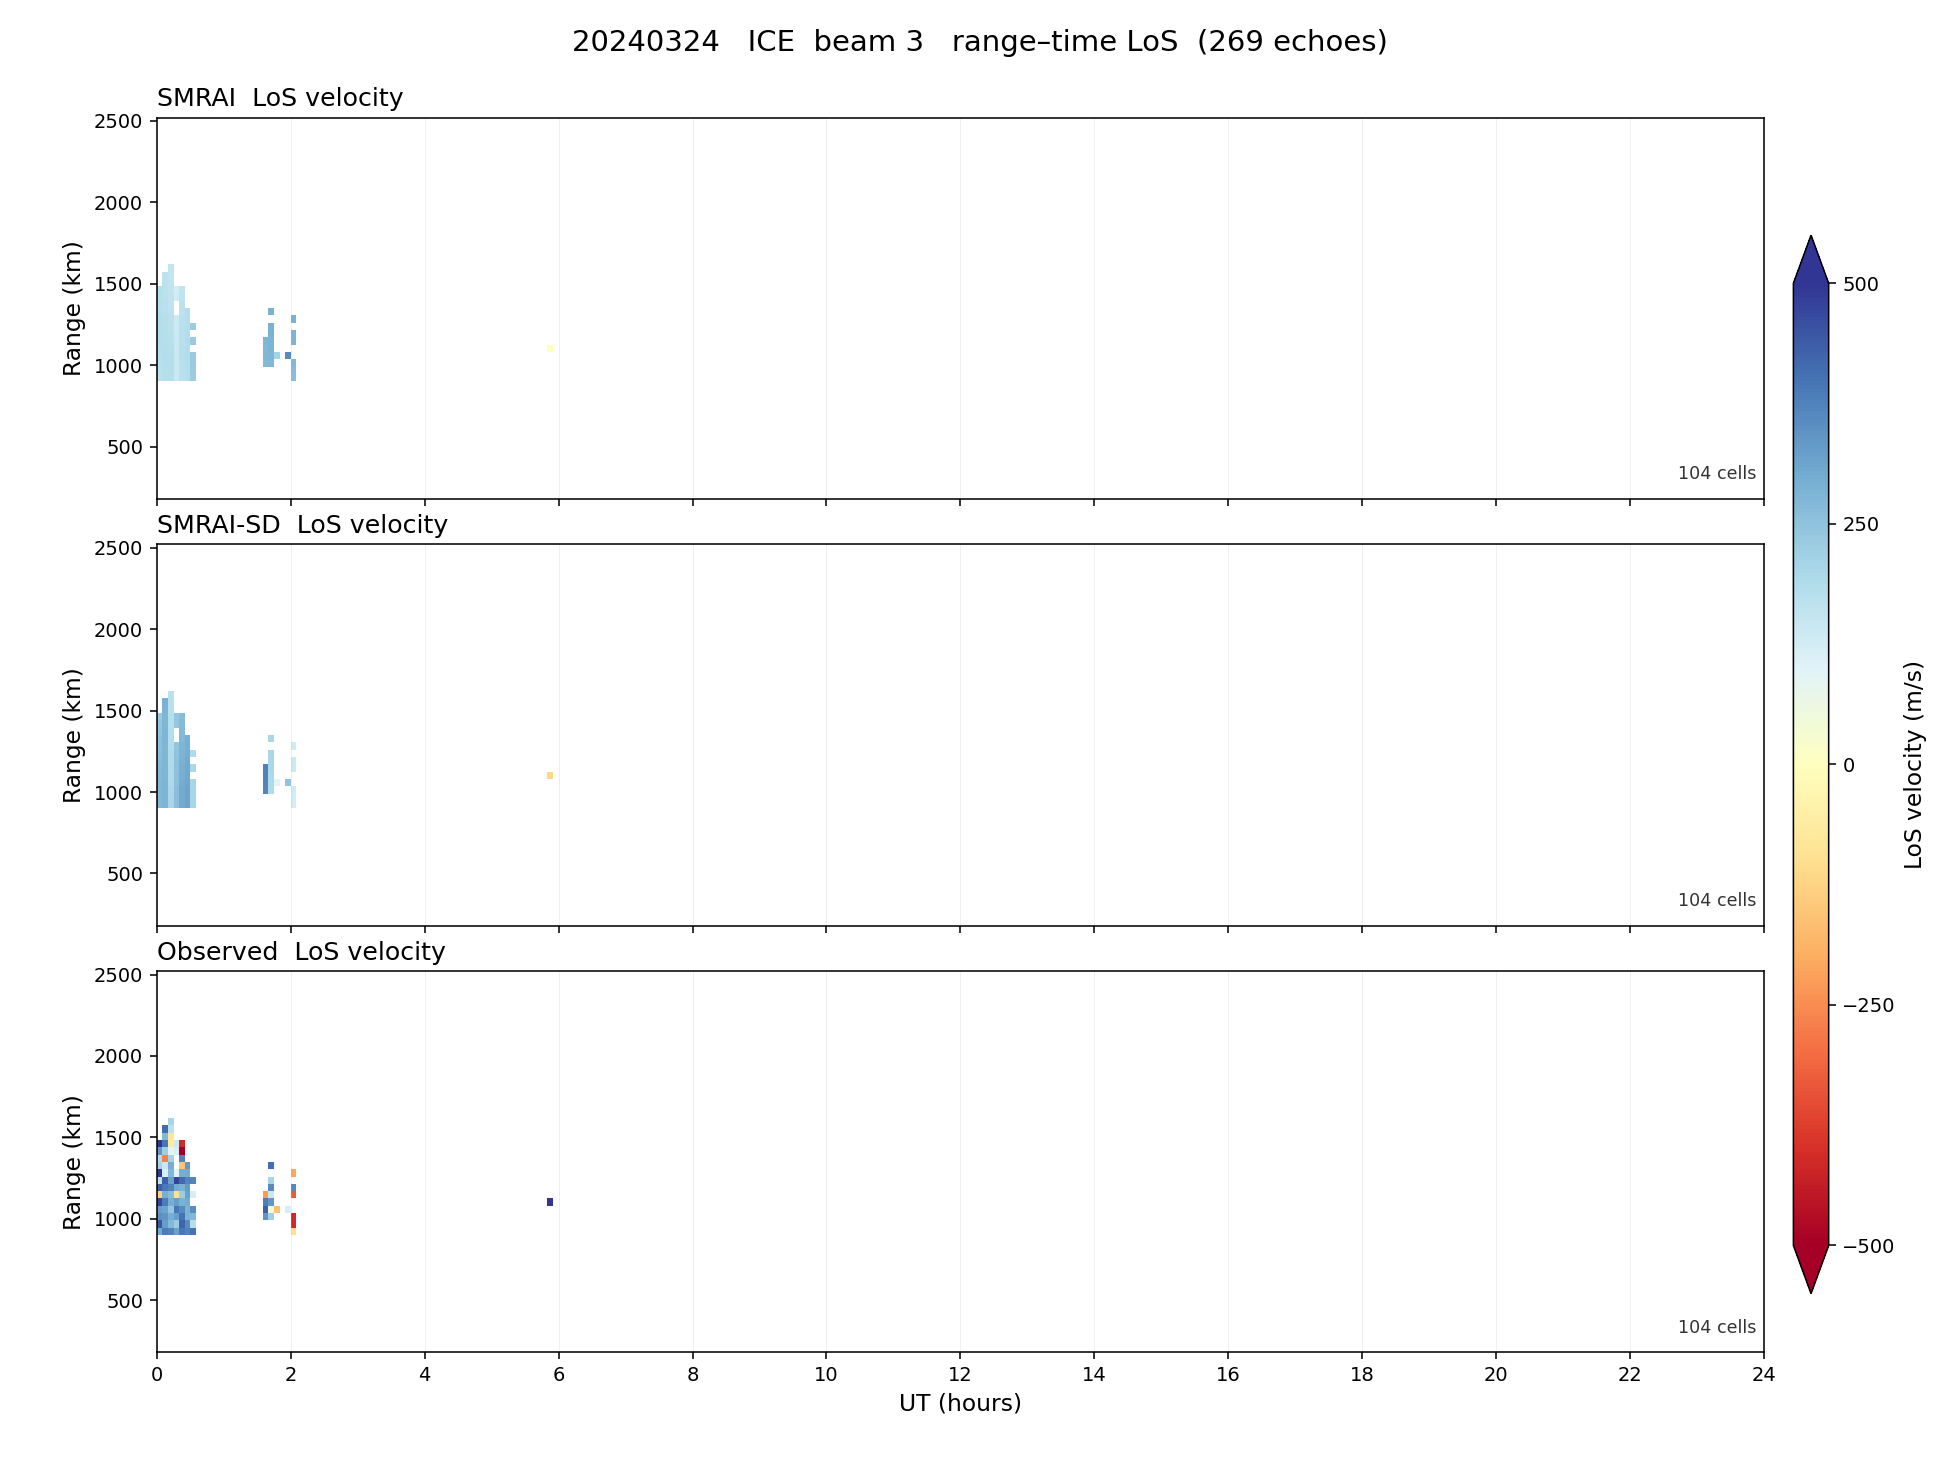 20240324   ICE  beam 3   range–time LoS  (269 echoes)
SMRAI  LoS velocity
2500
2000
1500
1000
500
Range (km)
104 cells
SMRAI-SD  LoS velocity
2500
2000
1500
1000
500
Range (km)
104 cells
Observed  LoS velocity
2500
2000
1500
1000
500
Range (km)
104 cells
0 2 4 6 8 10 12 14 16 18 20 22 24
UT (hours)
500
250
0
−250
−500
LoS velocity (m/s)